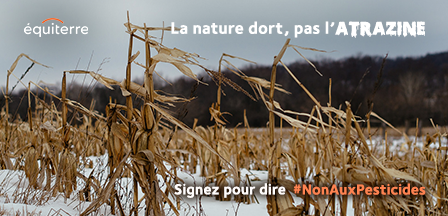 équiterre
La nature dort, pas l'ATRAZINE
Signez pour dire #NonAuxPesticides